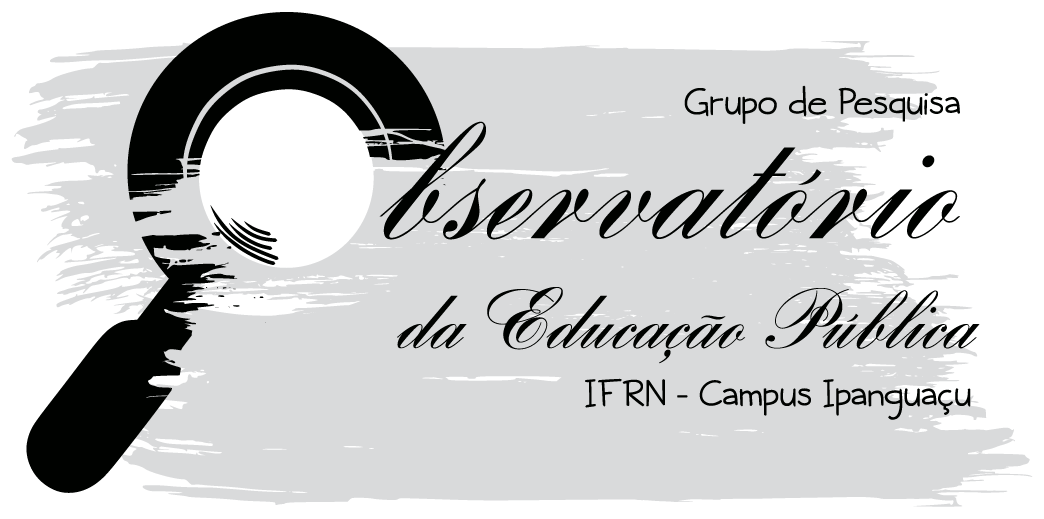 Grupo de Pesquisa
Observatório
da Educação Pública
IFRN - Campus Ipanguaçu